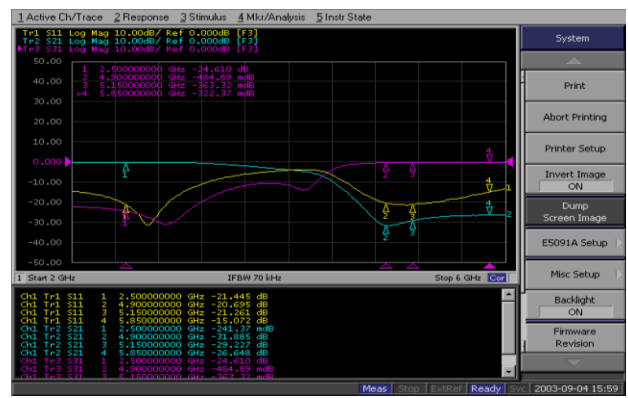 1 Active Ch/Trace 2 Response 3 Stimulus 4 Mkr/Analysis 5 Instr State
Tr1 S11 Log Mag 10.00dB/ Ref 0.000dB [F3]
Tr2 S21 Log Mag 10.00dB/ Ref 0.000dB [F3]
Tr3 S31 Log Mag 10.00dB/ Ref 0.000dB [F3]
50.00
40.00
30.00
20.00
10.00
0.000
-10.00
-20.00
-30.00
-40.00
-50.00
1 2.500000000 GHz -24.610 dB
2 4.900000000 GHz -484.89 mdB
3 5.150000000 GHz -363.32 mdB
>4 5.850000000 GHz -322.37 mdB
1 Start 2 GHz IFBW 70 kHz Stop 6 GHz Cor
Ch1 Tr1 S11 1 2.500000000 GHz -21.445 dB
Ch1 Tr1 S11 2 4.900000000 GHz -20.695 dB
Ch1 Tr1 S11 3 5.150000000 GHz -21.261 dB
Ch1 Tr1 S11 4 5.850000000 GHz -15.072 dB
Ch1 Tr2 S21 1 2.500000000 GHz -241.37 mdB
Ch1 Tr2 S21 2 4.900000000 GHz -31.885 dB
Ch1 Tr2 S21 3 5.150000000 GHz -29.227 dB
Ch1 Tr2 S21 4 5.850000000 GHz -26.648 dB
Ch1 Tr3 S31 1 2.500000000 GHz -24.610 dB
Ch1 Tr3 S31 2 4.900000000 GHz -484.89 mdB
Ch1 Tr3 S31 3 5.150000000 GHz -363.32 mdB
System
Print
Abort Printing
Printer Setup
Invert Image
ON
Dump
Screen Image
E5091A Setup
Misc Setup
Backlight
ON
Firmware
Revision
Meas Stop ExtRef Ready Svc 2003-09-04 15:59